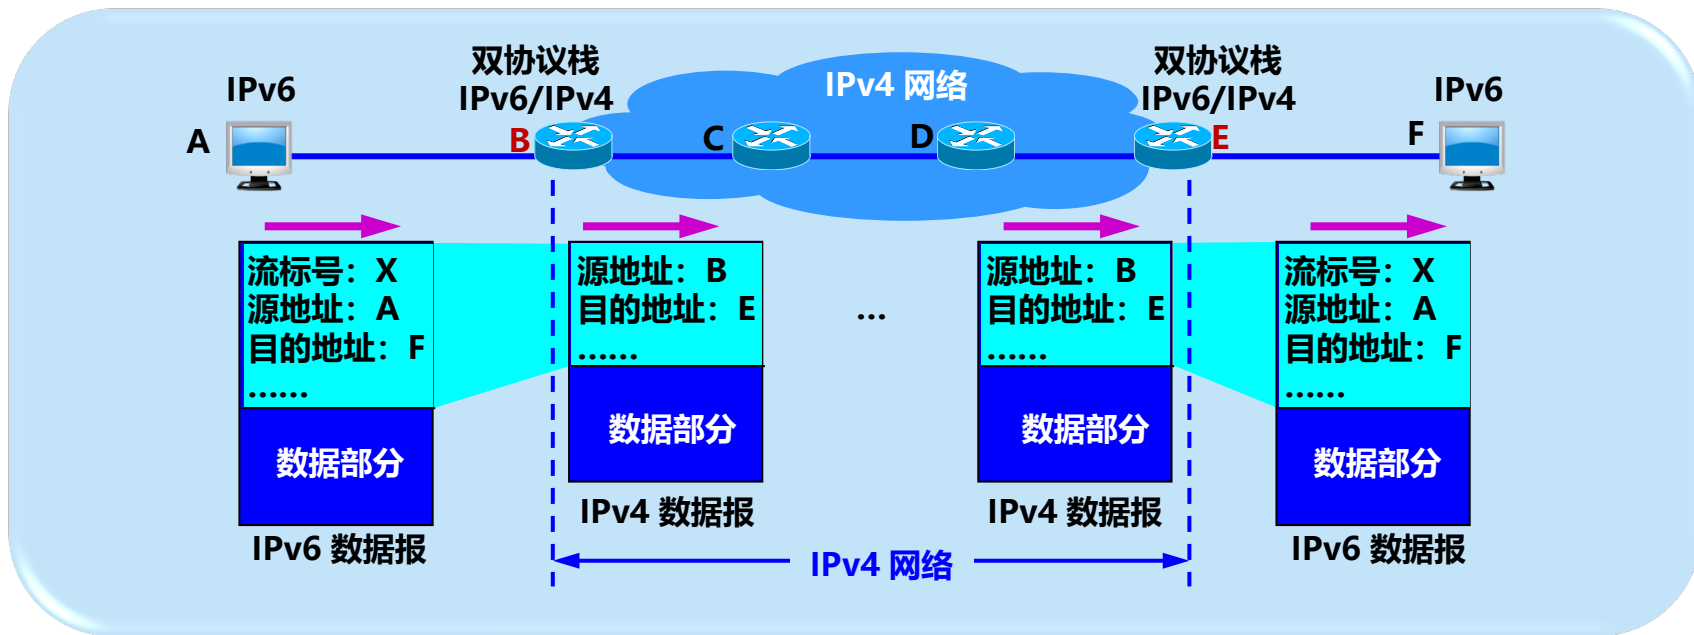 双协议栈
IPv6/IPv4
双协议栈
IPv6/IPv4
IPv6
IPv4 网络
IPv6
A
B
C
D
E
F
流标号：X
源地址：A
目的地址：F
……
数据部分
IPv6 数据报
源地址：B
目的地址：E
……
数据部分
IPv4 数据报
...
源地址：B
目的地址：E
……
数据部分
IPv4 数据报
流标号：X
源地址：A
目的地址：F
……
数据部分
IPv6 数据报
IPv4 网络